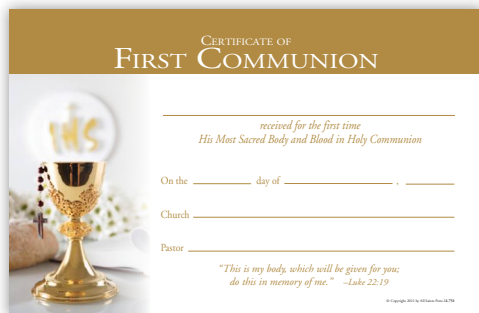 CERTIFICATE OF
FIRST COMMUNION
IHS
received for the first time
His Most Sacred Body and Blood in Holy Communion
On the day of ,
Church
Pastor
“This is my body, which will be given for you;
do this in memory of me.” –Luke 22:19